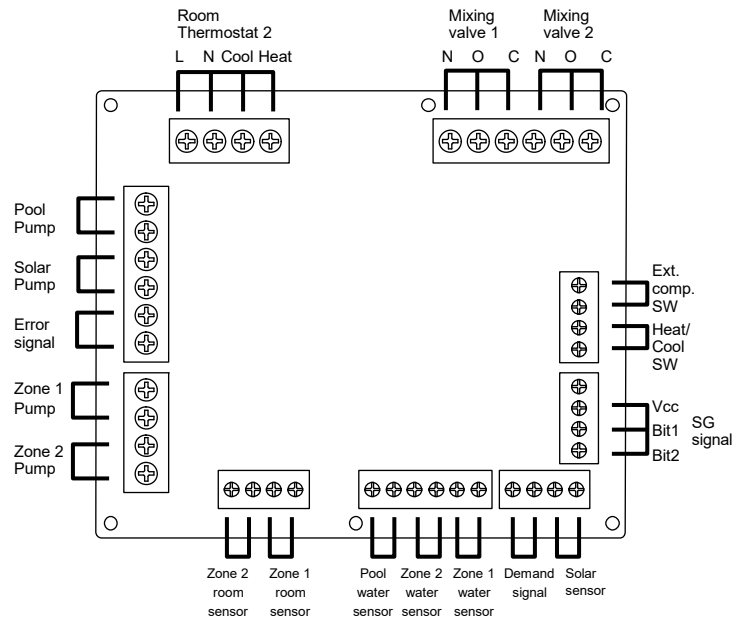 Room
Thermostat 2
L N Cool Heat
Mixing
valve 1
N O C
Mixing
valve 2
N O C
Pool
Pump
Solar
Pump
Error
signal
Zone 1
Pump
Zone 2
Pump
Ext.
comp.
SW
Heat/
Cool
SW
Vcc
Bit1
Bit2
SG
signal
Zone 2
room
sensor
Zone 1
room
sensor
Pool
water
sensor
Zone 2
water
sensor
Zone 1
water
sensor
Demand
signal
Solar
sensor